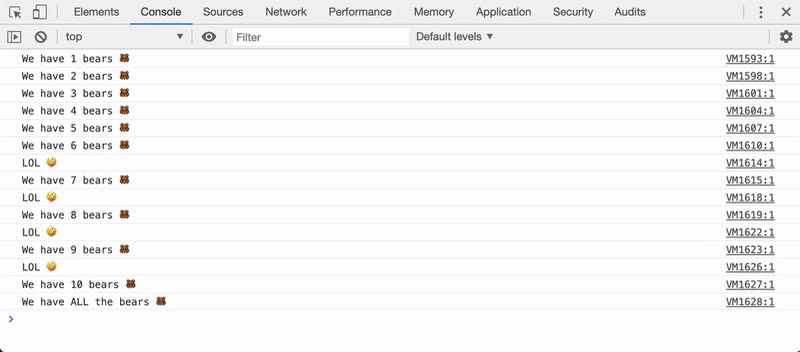 Elements Console Sources Network Performance Memory Application Security Audits
top ▼ Filter Default levels ▼
We have 1 bears 🐻 VM1593:1
We have 2 bears 🐻 VM1598:1
We have 3 bears 🐻 VM1601:1
We have 4 bears 🐻 VM1604:1
We have 5 bears 🐻 VM1607:1
We have 6 bears 🐻 VM1610:1
LOL 🤪 VM1614:1
We have 7 bears 🐻 VM1615:1
LOL 🤪 VM1618:1
We have 8 bears 🐻 VM1619:1
LOL 🤪 VM1622:1
We have 9 bears 🐻 VM1623:1
LOL 🤪 VM1626:1
We have 10 bears 🐻 VM1627:1
We have ALL the bears 🐻 VM1628:1